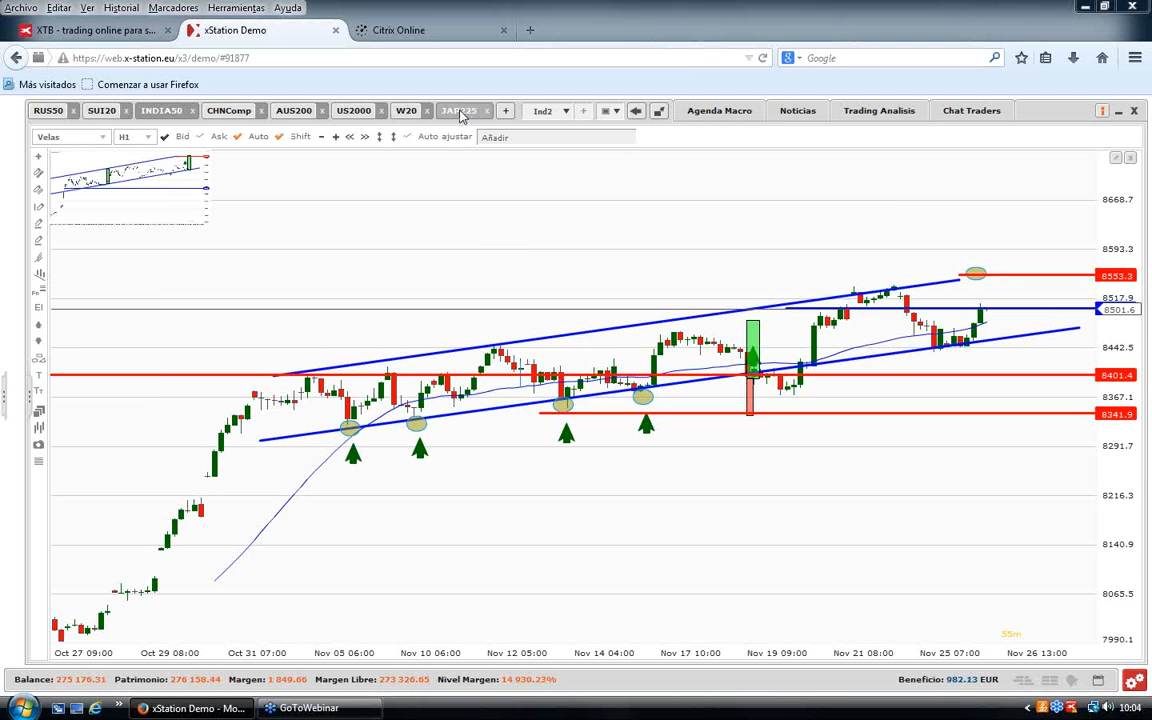 Archivo Editar Ver Historial Marcadores Herramientas Ayuda
XTB - trading online para s... × xStation Demo × Citrix Online × +
https://web.x-station.eu/x3/demo/#91877 Google
Más visitados Comenzar a usar Firefox
RUS50 x SUI20 x INDIA50 x CHNComp x AUS200 x US2000 x W20 x JAP225 x + Ind2 Agenda Macro Noticias Trading Analisis Chat Traders
Velas H1 Bid Ask Auto Shift Auto ajustar Añadir
8668.7
8593.3
8553.3
8517.9
8501.6
8442.5
8401.4
8367.1
8341.9
8291.7
8216.3
8140.9
8065.5
7990.1
55m
Oct 27 09:00 Oct 29 08:00 Oct 31 07:00 Nov 05 06:00 Nov 10 06:00 Nov 12 05:00 Nov 14 04:00 Nov 17 10:00 Nov 19 09:00 Nov 21 08:00 Nov 25 07:00 Nov 26 13:00
Balance: 275 176.31 Patrimonio: 276 158.44 Margen: 1 849.66 Margen Libre: 273 326.65 Nivel Margen: 14 930.23% Beneficio: 982.13 EUR
xStation Demo - Mo... GoToWebinar 10:04